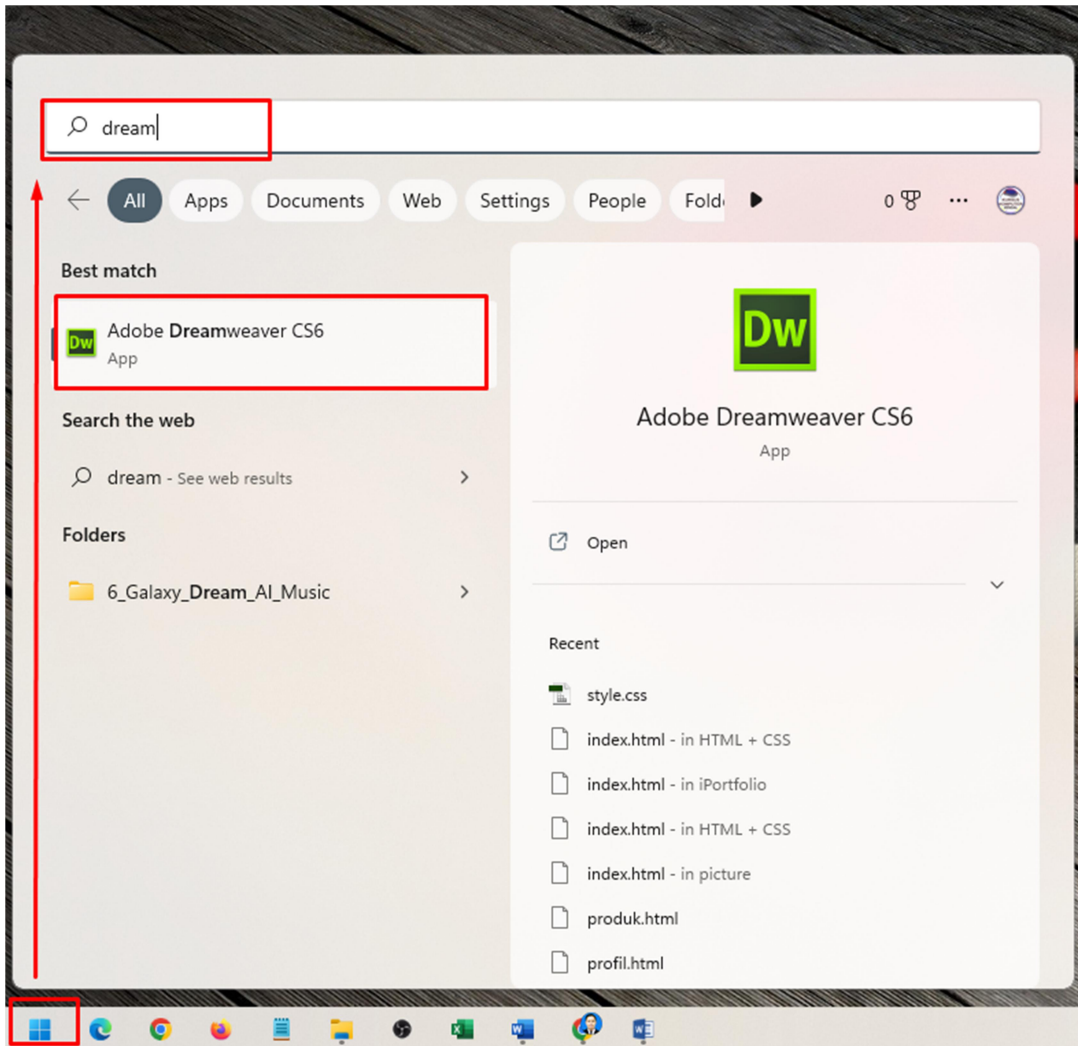 dream
All Apps Documents Web Settings People Fold
0
Best match
Adobe Dreamweaver CS6
App
Search the web
dream - See web results
Folders
6_Galaxy_Dream_AI_Music
Dw
Dw
Adobe Dreamweaver CS6
App
Open
Recent
style.css
index.html - in HTML + CSS
index.html - in iPortfolio
index.html - in HTML + CSS
index.html - in picture
produk.html
profil.html